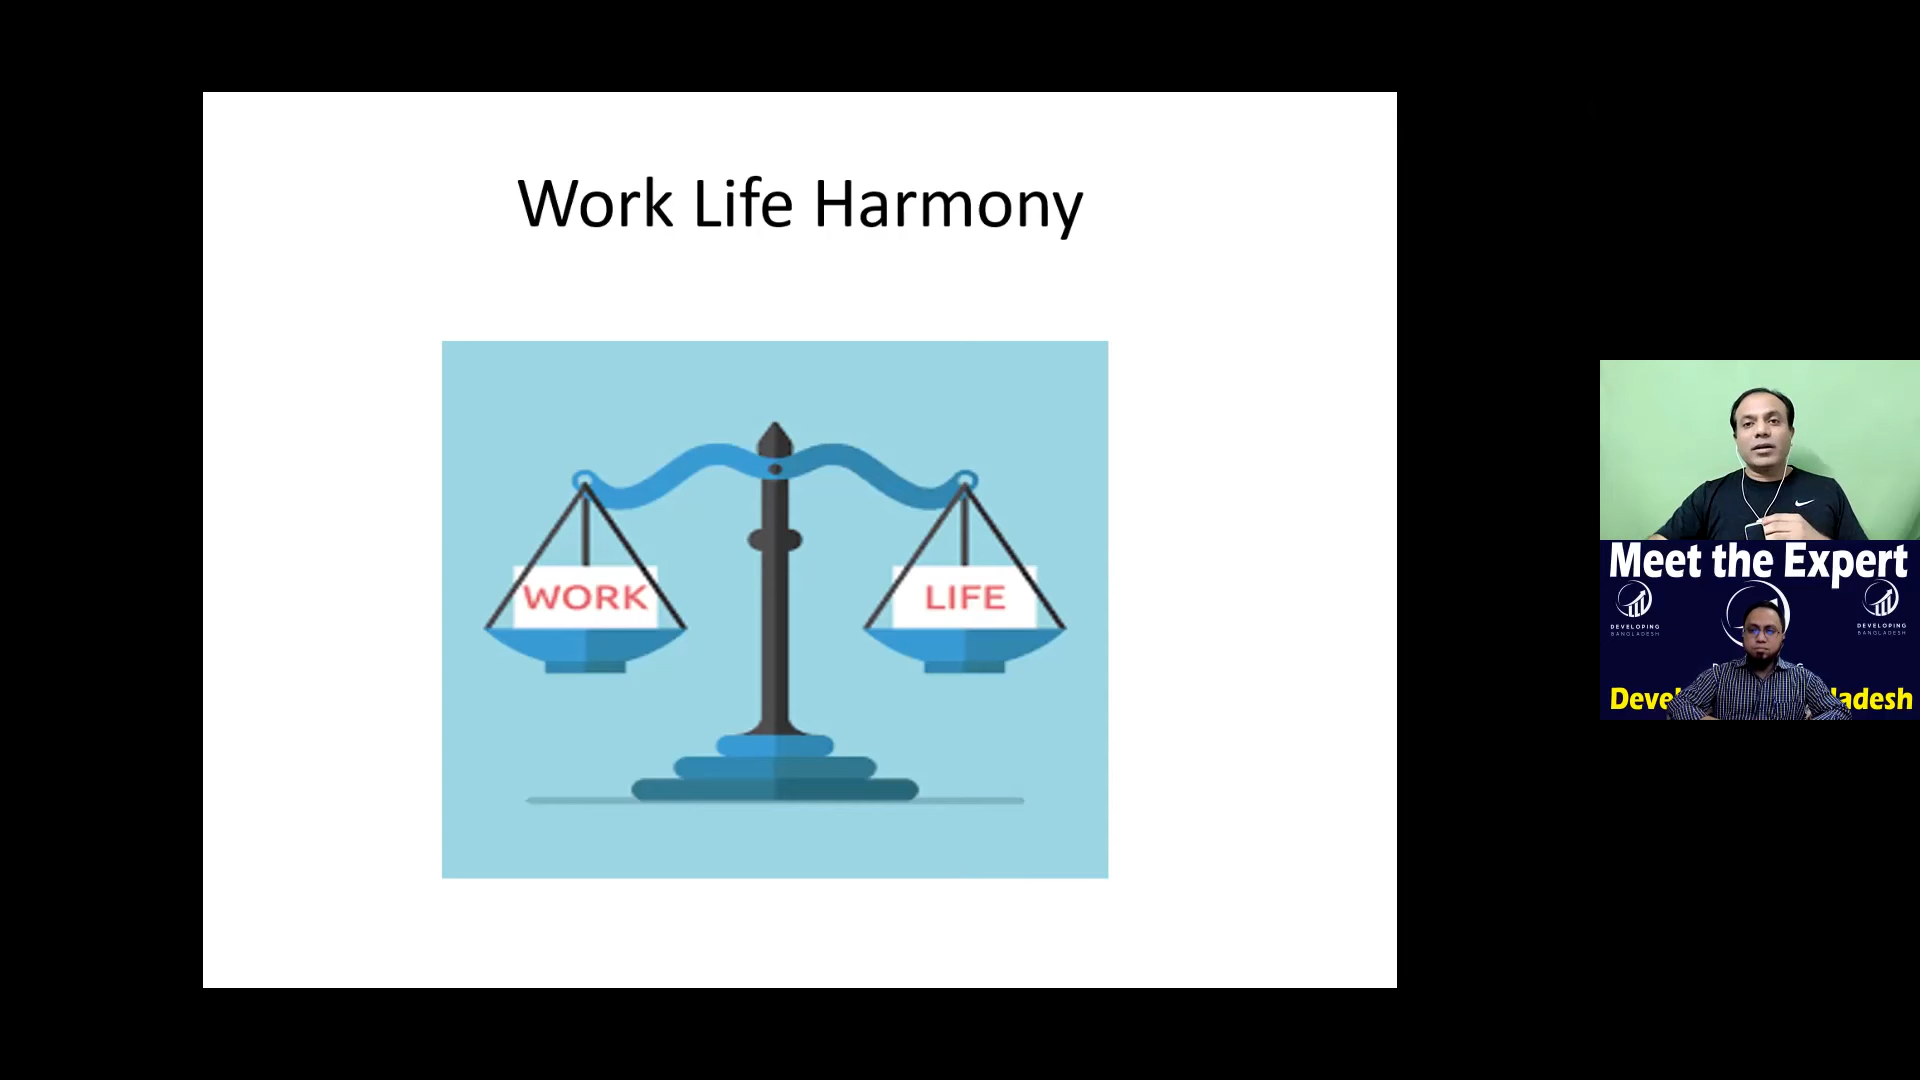 Work Life Harmony
WORK
LIFE
Meet the Expert
DEVELOPING
BANGLADESH
DEVELOPING
BANGLADESH